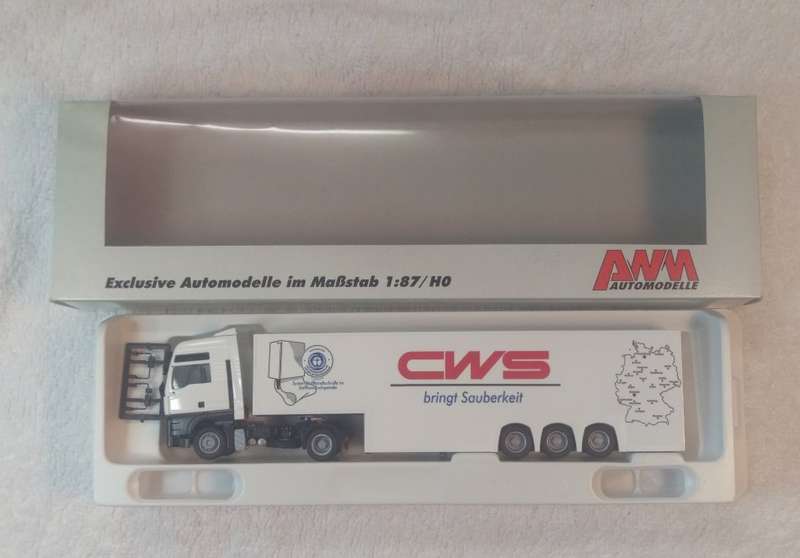 Exclusive Automodelle im Maßstab 1:87/H0
AWM
AUTOMODELLE
CWS
bringt Sauberkeit